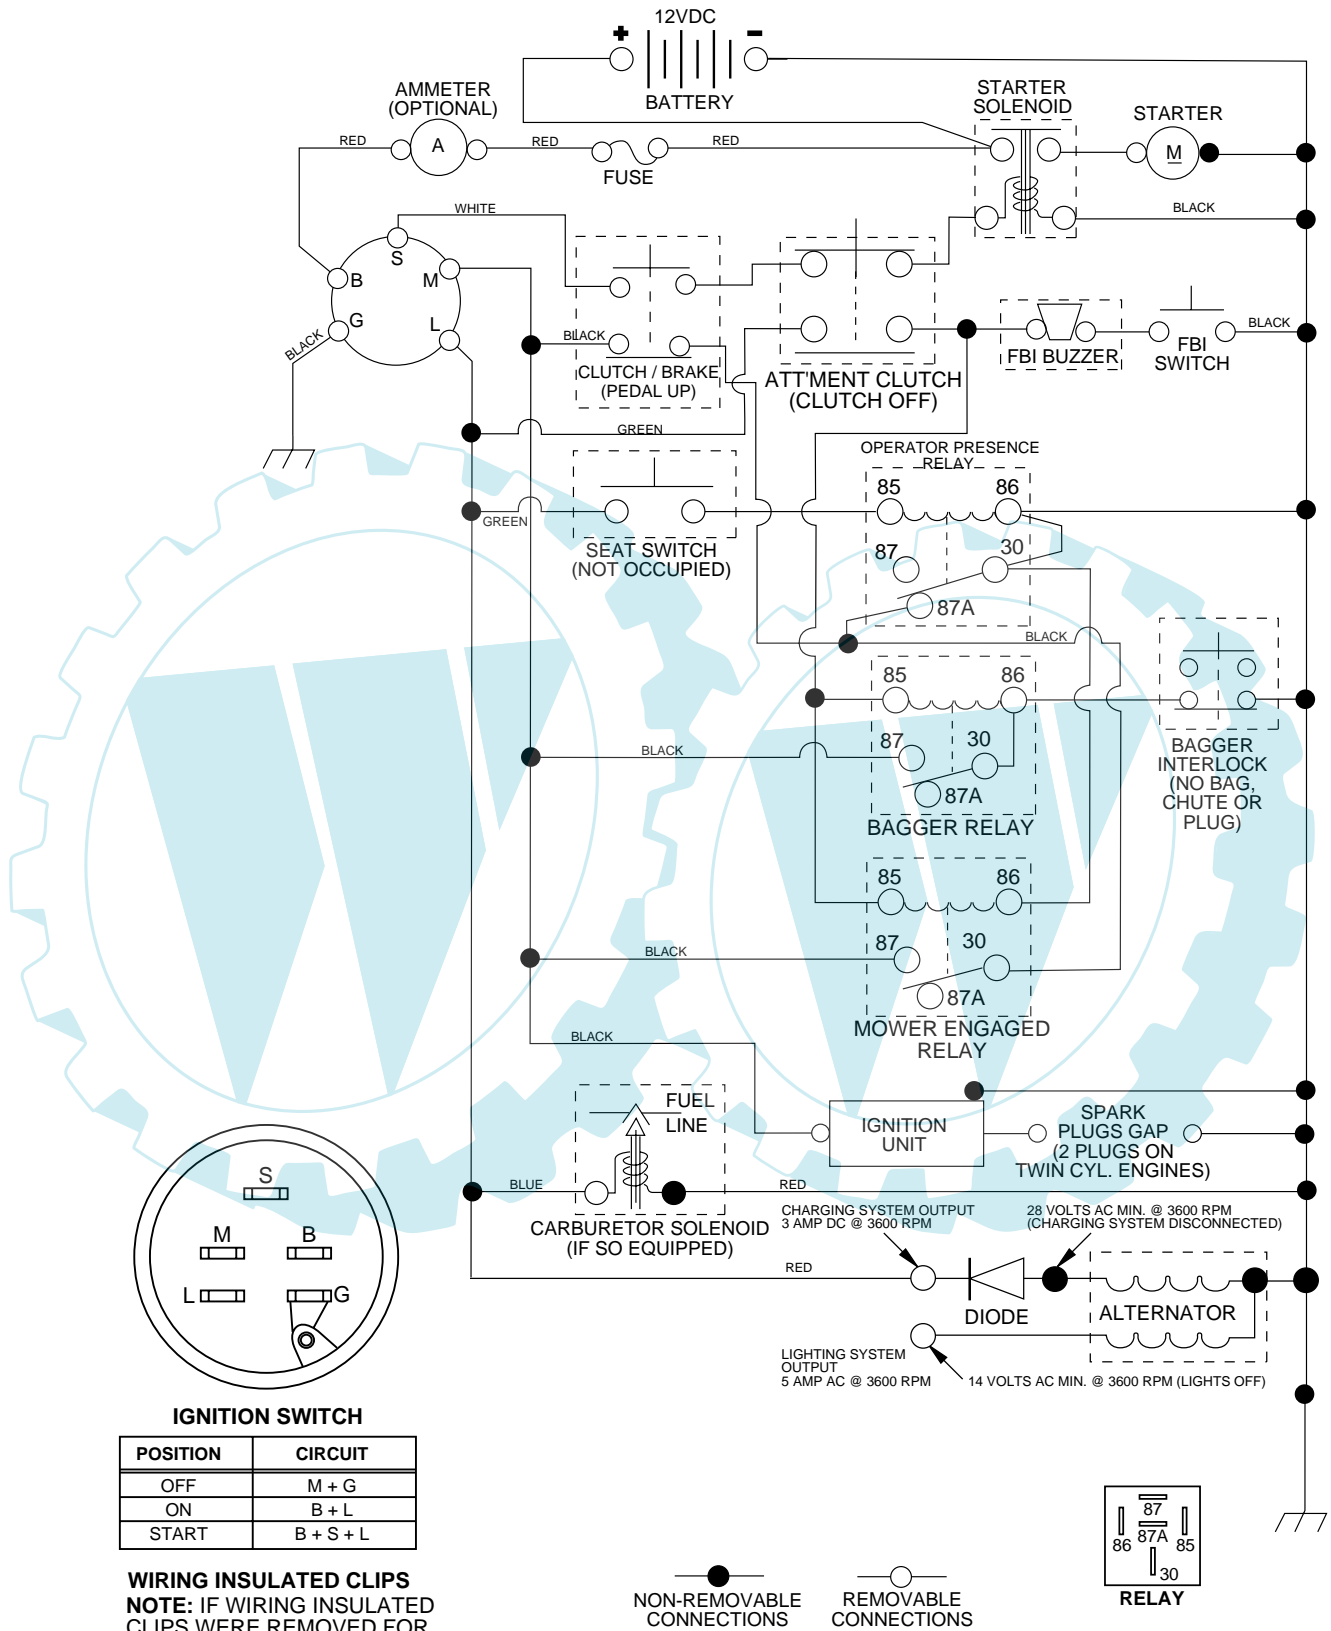 12VDC
+
-
BATTERY
AMMETER
(OPTIONAL)
A
RED
RED
FUSE
RED
STARTER
SOLENOID
STARTER
M
BLACK
WHITE
S
B
M
G
L
BLACK
BLACK
CLUTCH / BRAKE
(PEDAL UP)
ATT'MENT CLUTCH
(CLUTCH OFF)
FBI BUZZER
FBI
SWITCH
BLACK
GREEN
OPERATOR PRESENCE
RELAY
85
86
87
30
87A
GREEN
SEAT SWITCH
(NOT OCCUPIED)
BLACK
85
86
87
30
87A
BLACK
BAGGER RELAY
BAGGER
INTERLOCK
(NO BAG,
CHUTE OR
PLUG)
85
86
87
30
87A
BLACK
MOWER ENGAGED
RELAY
BLACK
FUEL
LINE
IGNITION
UNIT
SPARK
PLUGS GAP
(2 PLUGS ON
TWIN CYL. ENGINES)
BLUE
RED
CARBURETOR SOLENOID
(IF SO EQUIPPED)
CHARGING SYSTEM OUTPUT
3 AMP DC @ 3600 RPM
28 VOLTS AC MIN. @ 3600 RPM
(CHARGING SYSTEM DISCONNECTED)
RED
DIODE
ALTERNATOR
LIGHTING SYSTEM
OUTPUT
5 AMP AC @ 3600 RPM
14 VOLTS AC MIN. @ 3600 RPM (LIGHTS OFF)
S
M
B
L
G
IGNITION SWITCH
POSITION CIRCUIT
OFF M + G
ON B + L
START B + S + L
WIRING INSULATED CLIPS
NOTE: IF WIRING INSULATED
CLIPS WERE REMOVED FOR
NON-REMOVABLE
CONNECTIONS
REMOVABLE
CONNECTIONS
87
87A
86
85
30
RELAY